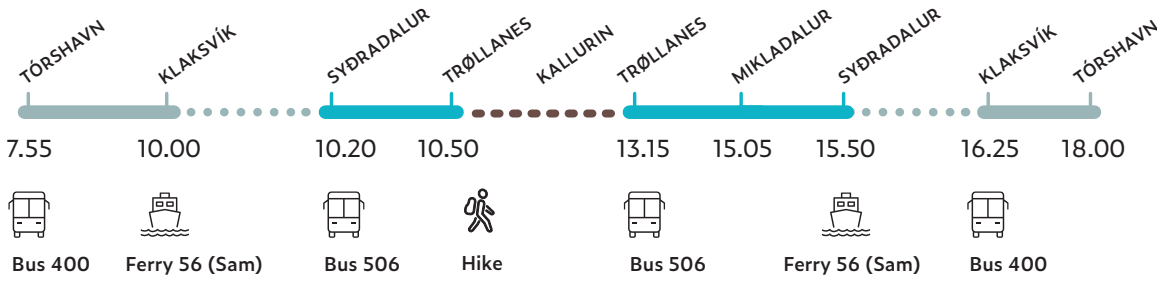 TÓRSHAVN KLAKSVÍK SYÐRADALUR TRØLLANES KALLURIN TRØLLANES MIKLADALUR SYÐRADALUR KLAKSVÍK TÓRSHAVN
7.55 10.00 10.20 10.50 13.15 15.05 15.50 16.25 18.00
Bus 400 Ferry 56 (Sam) Bus 506 Hike Bus 506 Ferry 56 (Sam) Bus 400